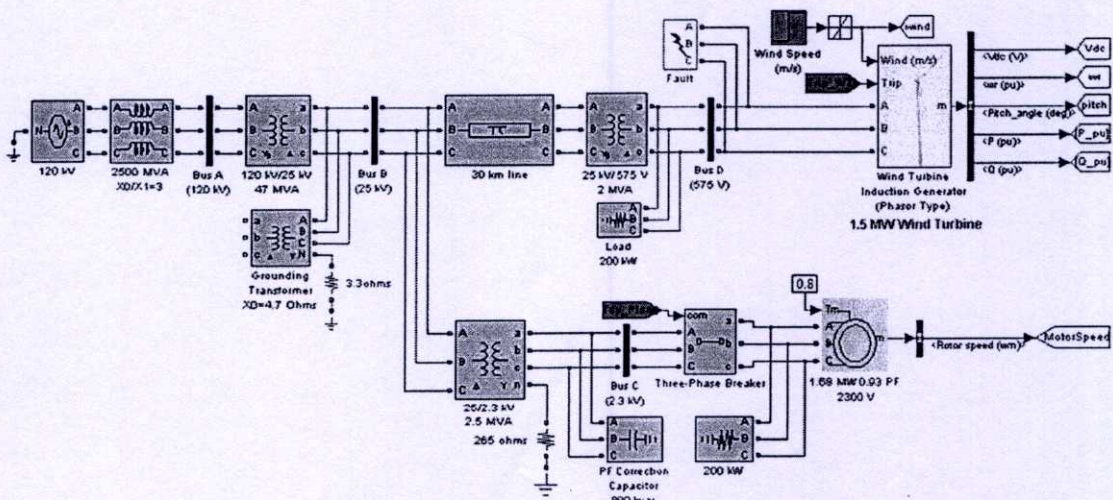 Wind Speed
(m/s)
wind
Fault
Wind (m/s)
Trip
A
B
C
m
<Vdc (V)>
Vdc
<wr (pu)>
wr
<Pitch_angle (deg)>
pitch
<P (pu)>
P_pu
<Q (pu)>
Q_pu
Wind Turbine
Induction Generator
(Phasor Type)
1.5 MW Wind Turbine
N
A
B
C
120 kV
2500 MVA
X0/X1=3
Bus A
(120 kV)
120 kV/25 kV
47 MVA
Bus B
(25 kV)
30 km line
25 kV/575 V
2 MVA
Bus D
(575 V)
Load
200 kW
Grounding
Transformer
X0=4.7 Ohms
3.3ohms
25/2.3 kV
2.5 MVA
265 ohms
Bus C
(2.3 kV)
com
Three-Phase Breaker
0.8
Tm
m
1.68 MW 0.93 PF
2300 V
<Rotor speed (wm)>
MotorSpeed
PF Correction
Capacitor
200 kW